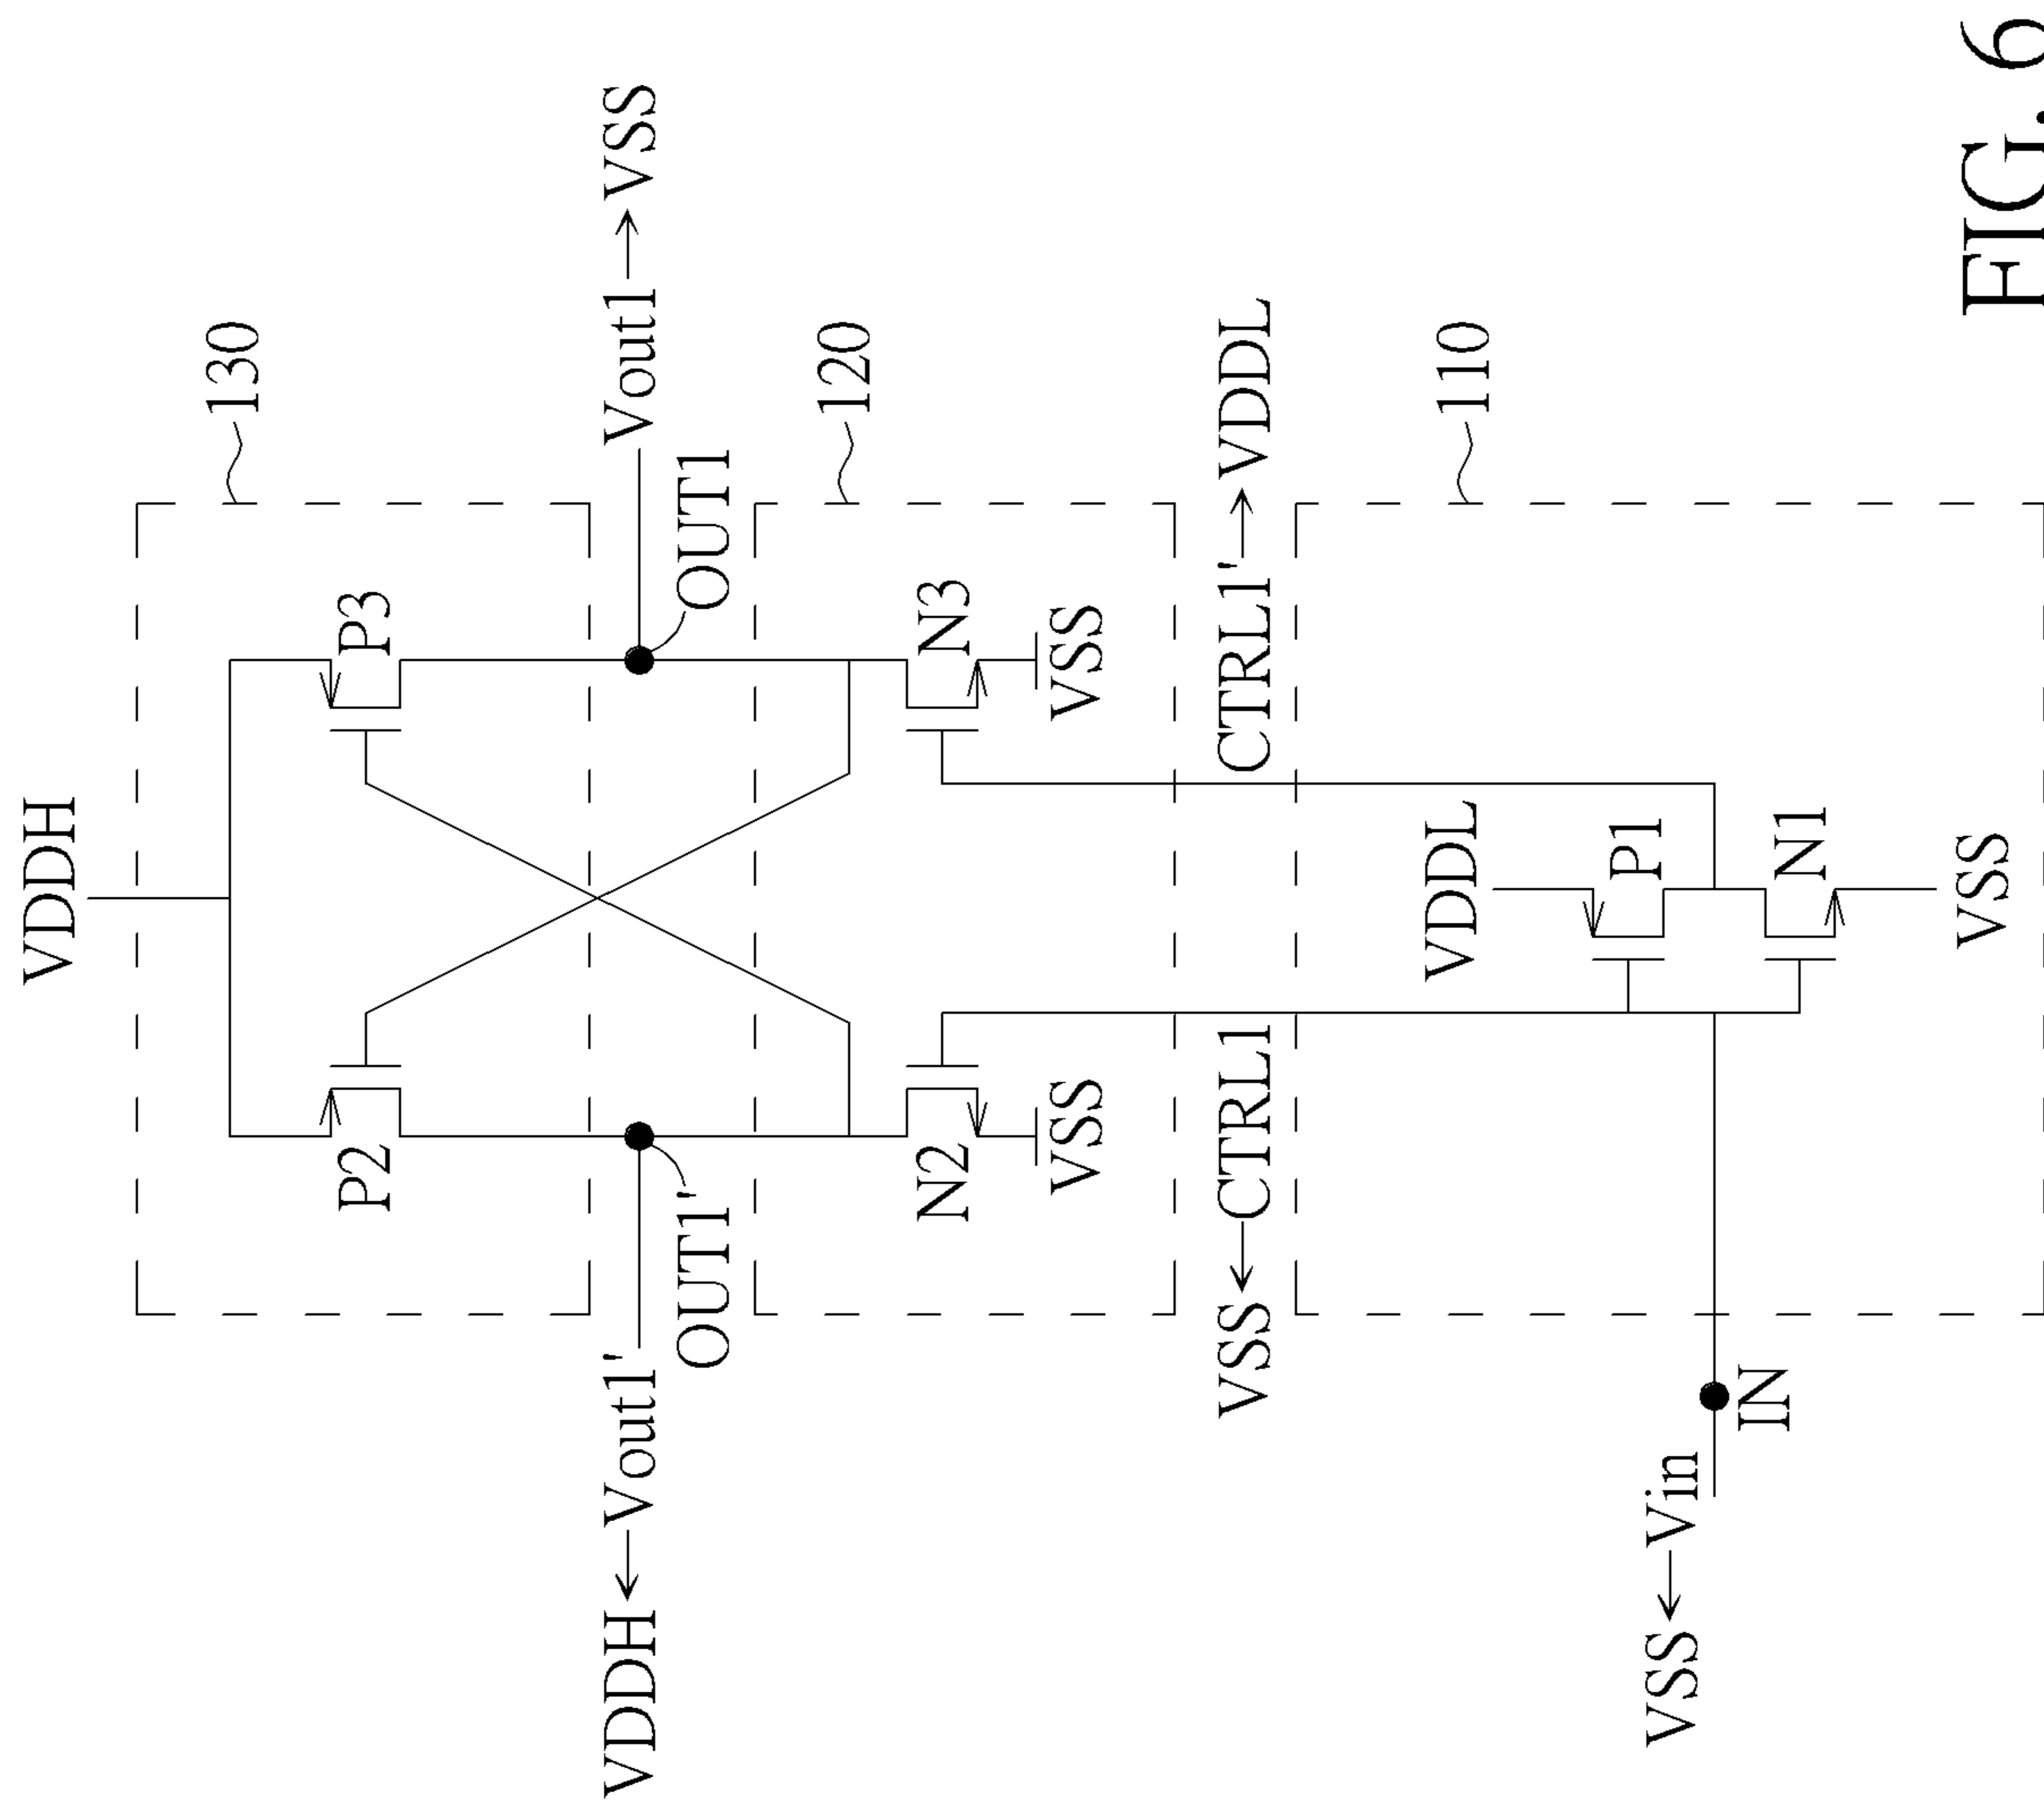 VDDH
130
P2
P3
VDDH←Vout1'
Vout1→VSS
OUT1'
OUT1
120
N2
N3
VSS
VSS
VSS←CTRL1
CTRL1'→VDDL
110
VDDL
P1
VSS←Vin
IN
N1
VSS
FIG. 6